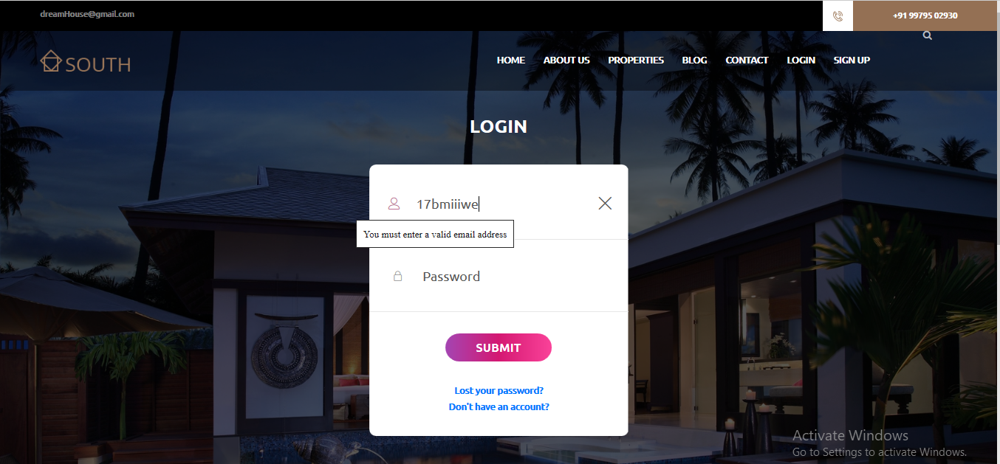 dreamHouse@gmail.com
+91 99795 02930
SOUTH
HOME ABOUT US PROPERTIES BLOG CONTACT LOGIN SIGN UP
LOGIN
17bmiiiwe
You must enter a valid email address
Password
SUBMIT
Lost your password?
Don't have an account?
Activate Windows
Go to Settings to activate Windows.